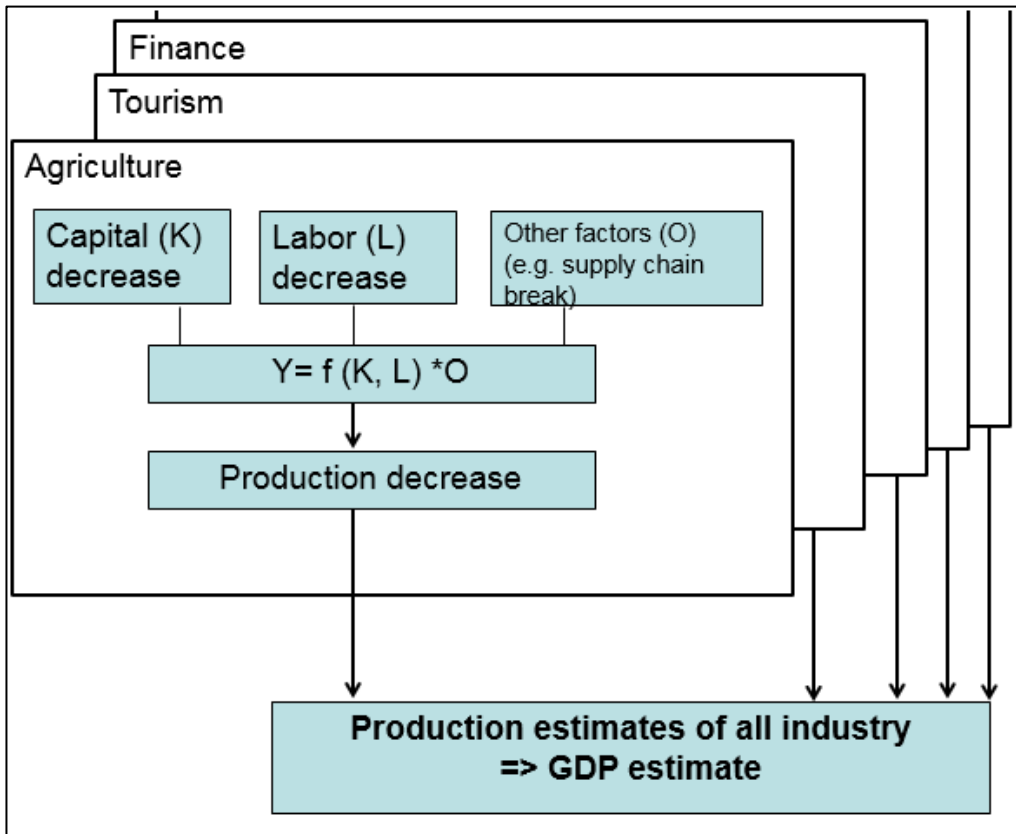 Finance
Tourism
Agriculture
Capital (K)
decrease
Labor (L)
decrease
Other factors (O)
(e.g. supply chain
break)
Y= f (K, L) *O
Production decrease
Production estimates of all industry
=> GDP estimate